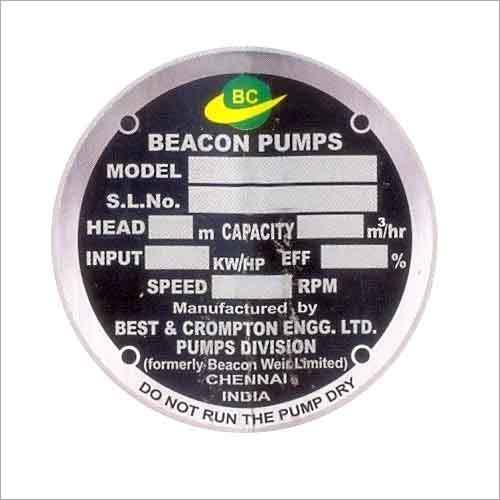 BC
BEACON PUMPS
MODEL
S.L.No.
HEAD m CAPACITY m³/hr
INPUT KW/HP EFF %
SPEED RPM
Manufactured by
BEST & CROMPTON ENGG. LTD.
PUMPS DIVISION
(formerly Beacon Weir Limited)
CHENNAI
INDIA
DO NOT RUN THE PUMP DRY